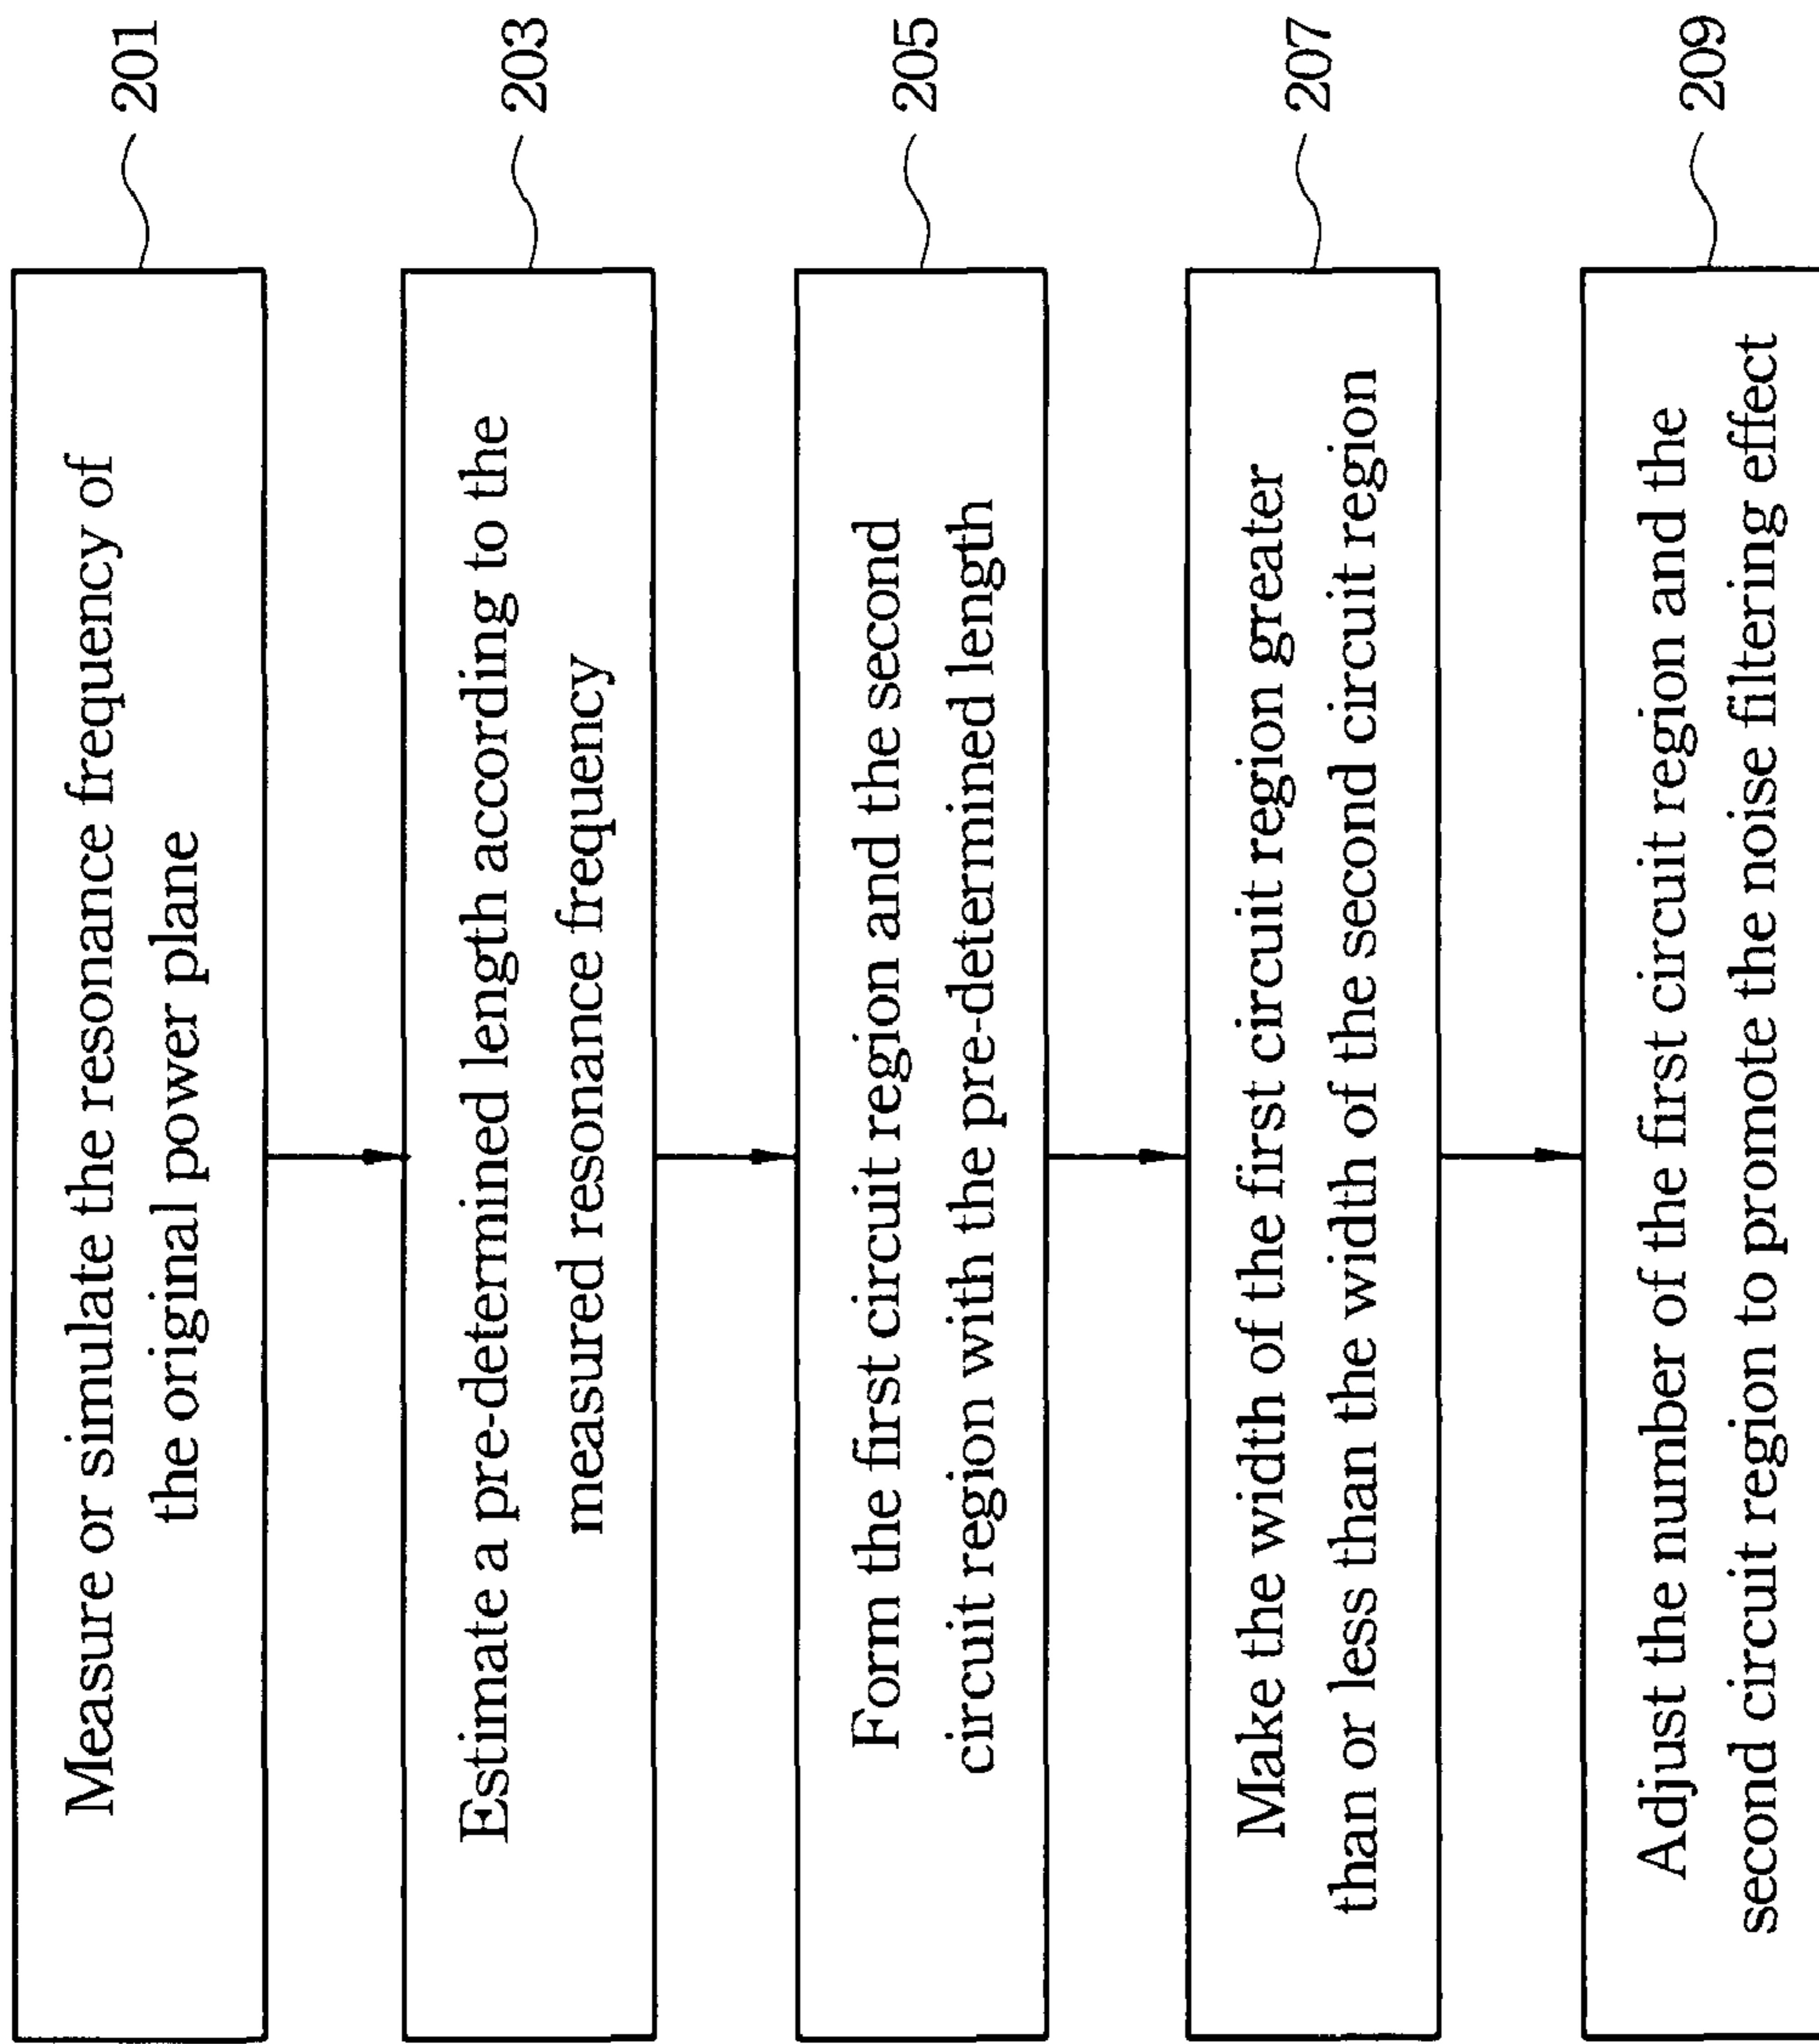 Measure or simulate the resonance frequency of
the original power plane
201
Estimate a pre-determined length according to the
measured resonance frequency
203
Form the first circuit region and the second
circuit region with the pre-determined length
205
Make the width of the first circuit region greater
than or less than the width of the second circuit region
207
Adjust the number of the first circuit region and the
second circuit region to promote the noise filtering effect
209